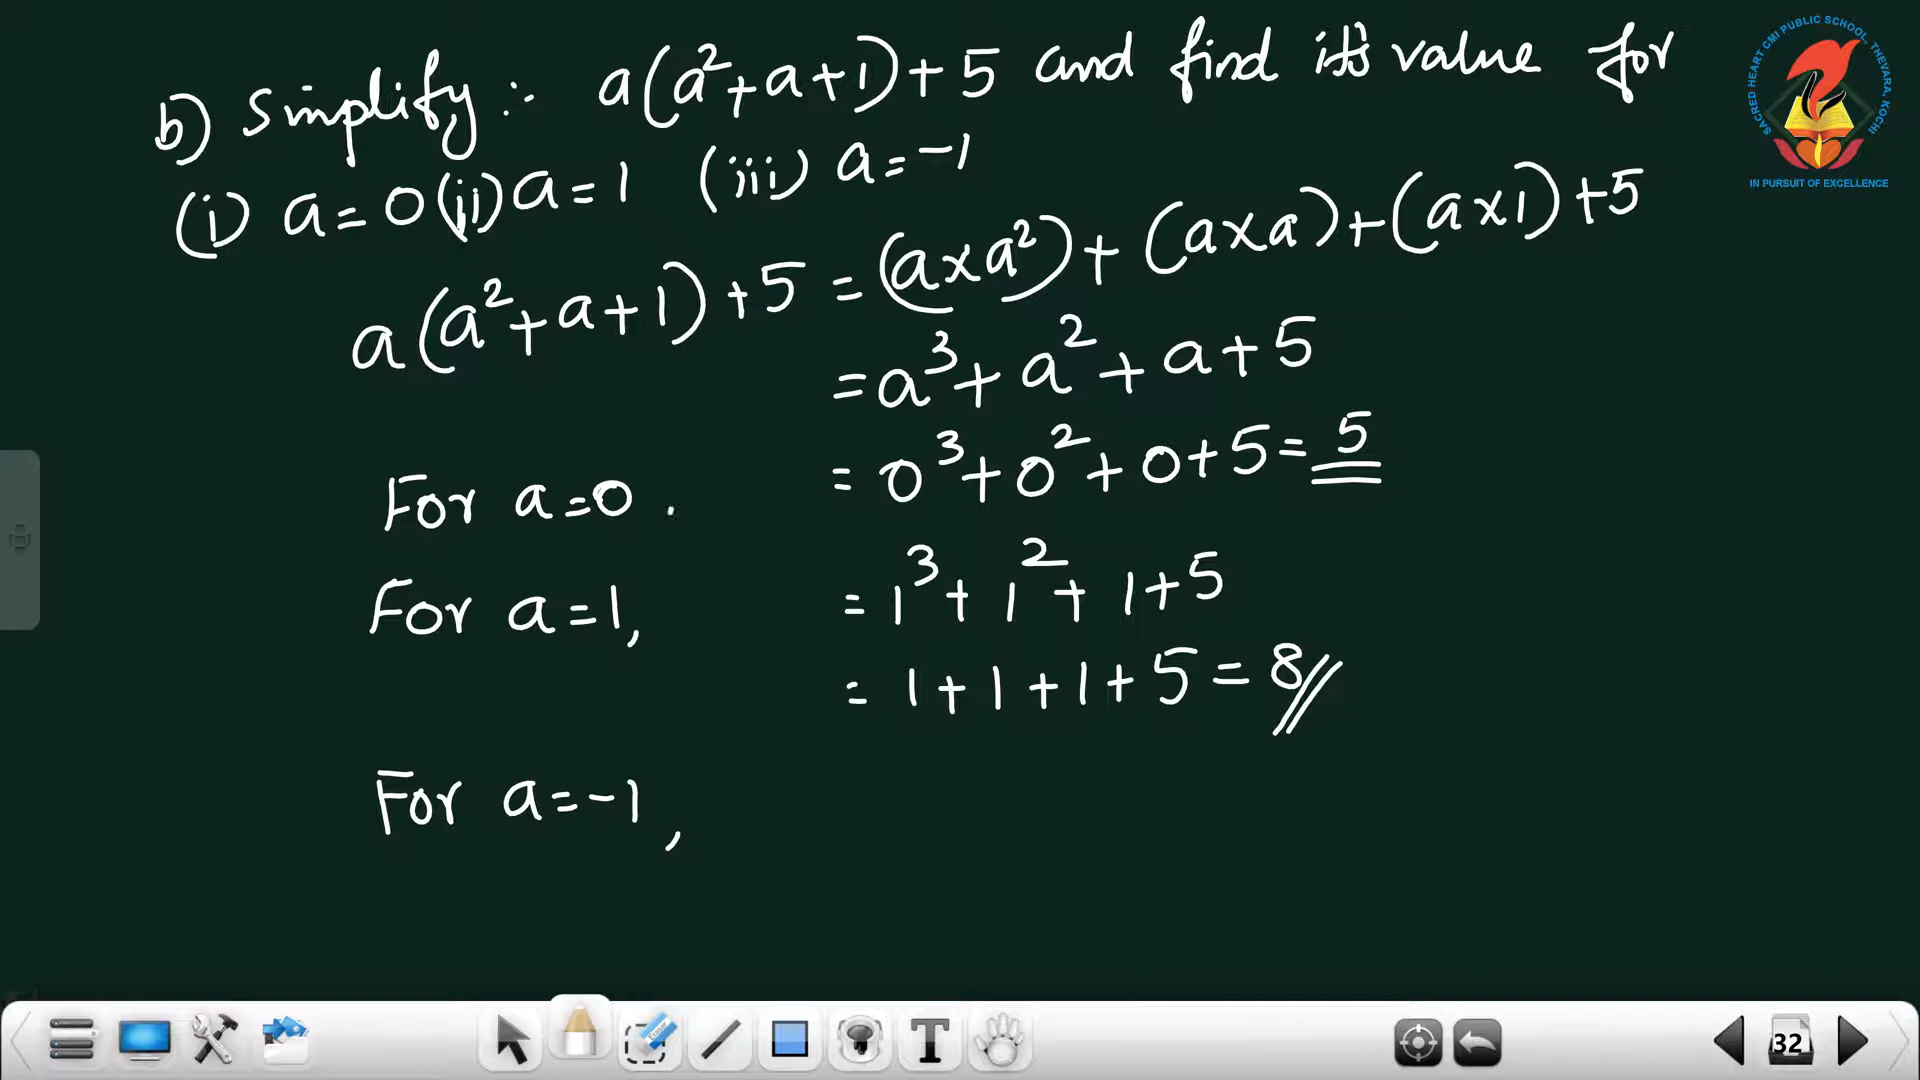 b) Simplify :- a(a²+a+1)+5 and find its value for
(i) a=0 (ii) a=1 (iii) a=-1
a(a²+a+1)+5 = (a×a²)+(a×a)+(a×1)+5
= a³+a²+a+5
For a=0. = 0³+0²+0+5=5
For a=1, = 1³+1²+1+5
= 1+1+1+5=8
For a=-1,
SACRED HEART CMI PUBLIC SCHOOL, THEVARA, KOCHI
IN PURSUIT OF EXCELLENCE
Eraser
T
32